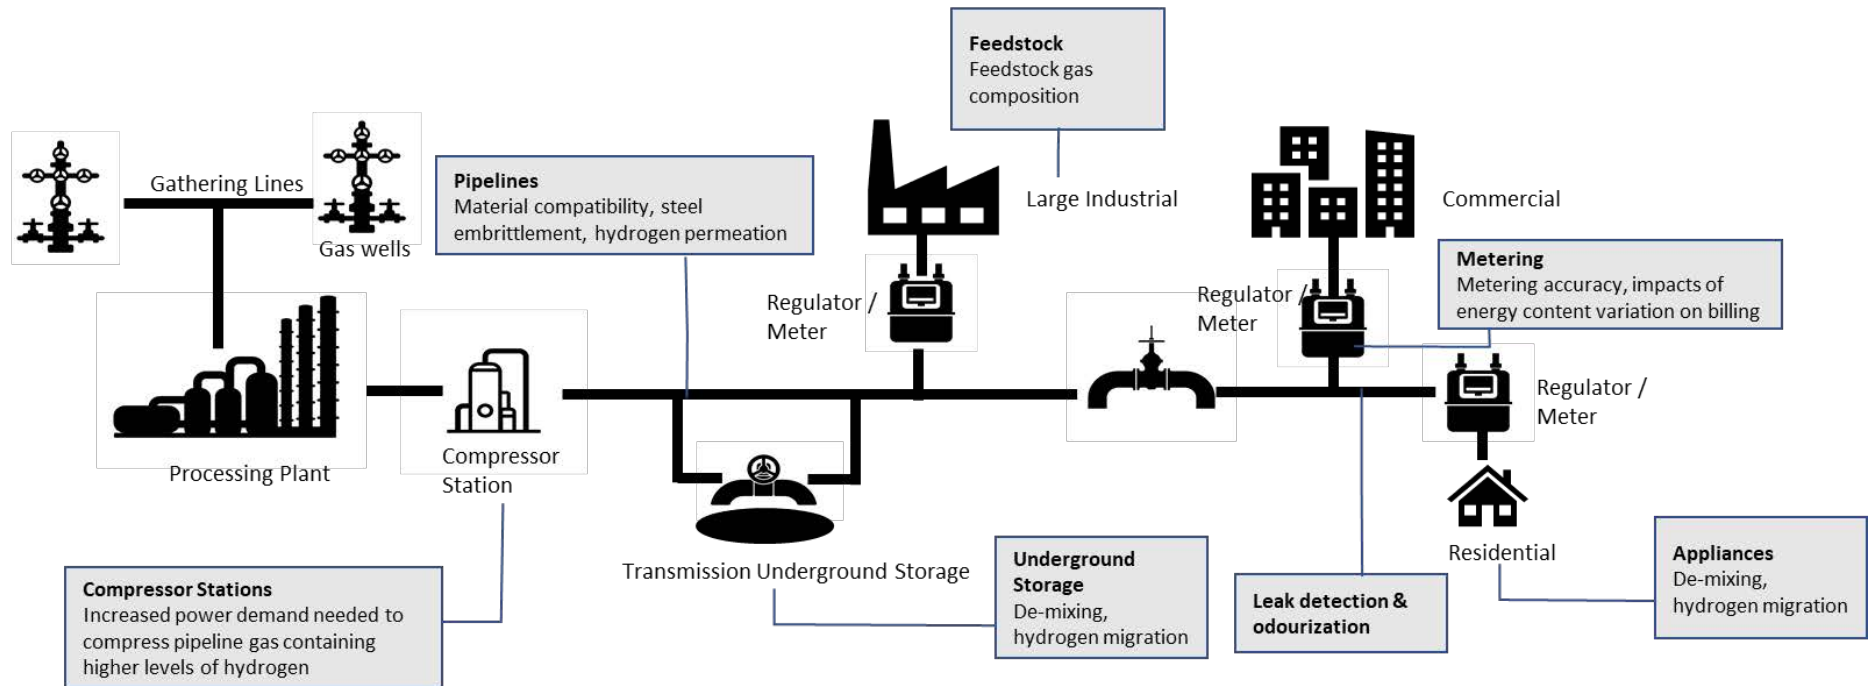 Feedstock
Feedstock gas
composition
Gathering Lines
Gas wells
Pipelines
Material compatibility, steel
embrittlement, hydrogen permeation
Large Industrial
Commercial
Regulator /
Meter
Regulator /
Meter
Metering
Metering accuracy, impacts of
energy content variation on billing
Regulator /
Meter
Processing Plant
Compressor
Station
Transmission Underground Storage
Residential
Compressor Stations
Increased power demand needed to
compress pipeline gas containing
higher levels of hydrogen
Underground
Storage
De-mixing,
hydrogen migration
Leak detection &
odourization
Appliances
De-mixing,
hydrogen migration